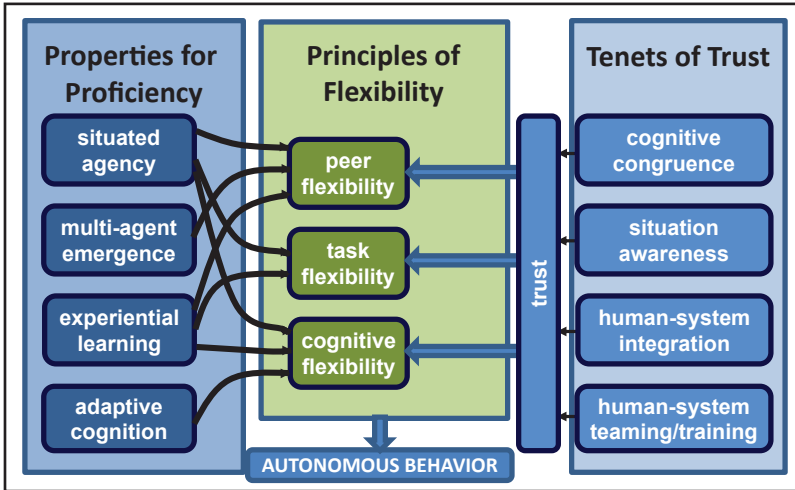 Properties for
Proficiency
situated
agency
multi-agent
emergence
experiential
learning
adaptive
cognition
Principles of
Flexibility
peer
flexibility
task
flexibility
cognitive
flexibility
AUTONOMOUS BEHAVIOR
trust
Tenets of Trust
cognitive
congruence
situation
awareness
human-system
integration
human-system
teaming/training